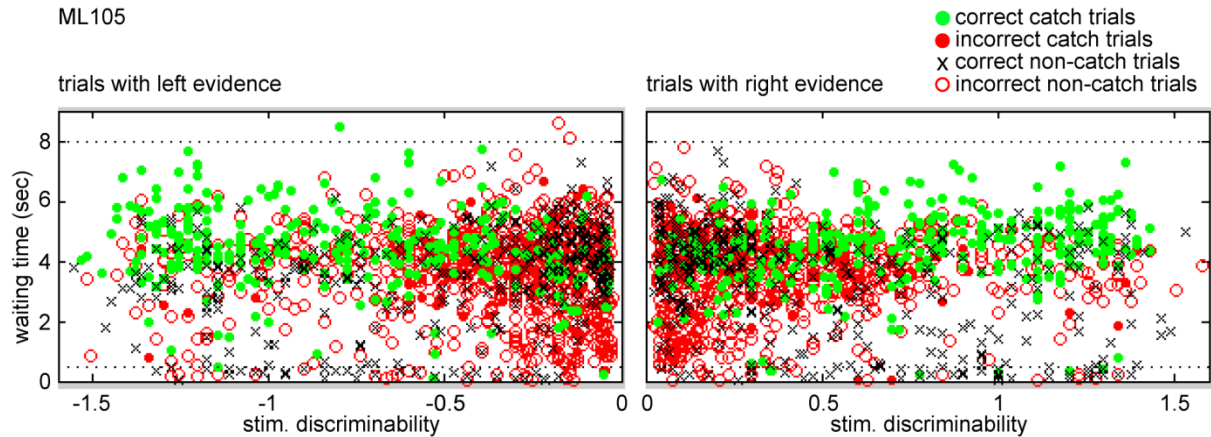 ML105
correct catch trials
incorrect catch trials
correct non-catch trials
incorrect non-catch trials
trials with left evidence
trials with right evidence
waiting time (sec)
8
6
4
2
0
-1.5
-1
-0.5
0
0
0.5
1
1.5
stim. discriminability
stim. discriminability